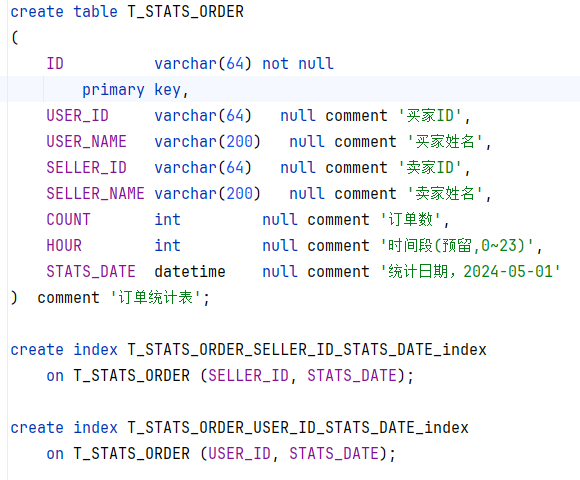 create table T_STATS_ORDER
(
    ID          varchar(64) not null
        primary key,
    USER_ID     varchar(64)   null comment '买家ID',
    USER_NAME   varchar(200)   null comment '买家姓名',
    SELLER_ID   varchar(64)   null comment '卖家ID',
    SELLER_NAME varchar(200)   null comment '卖家姓名',
    COUNT       int         null comment '订单数',
    HOUR        int         null comment '时间段(预留,0~23)',
    STATS_DATE  datetime    null comment '统计日期，2024-05-01'
)  comment '订单统计表';
create index T_STATS_ORDER_SELLER_ID_STATS_DATE_index
    on T_STATS_ORDER (SELLER_ID, STATS_DATE);
create index T_STATS_ORDER_USER_ID_STATS_DATE_index
    on T_STATS_ORDER (USER_ID, STATS_DATE);